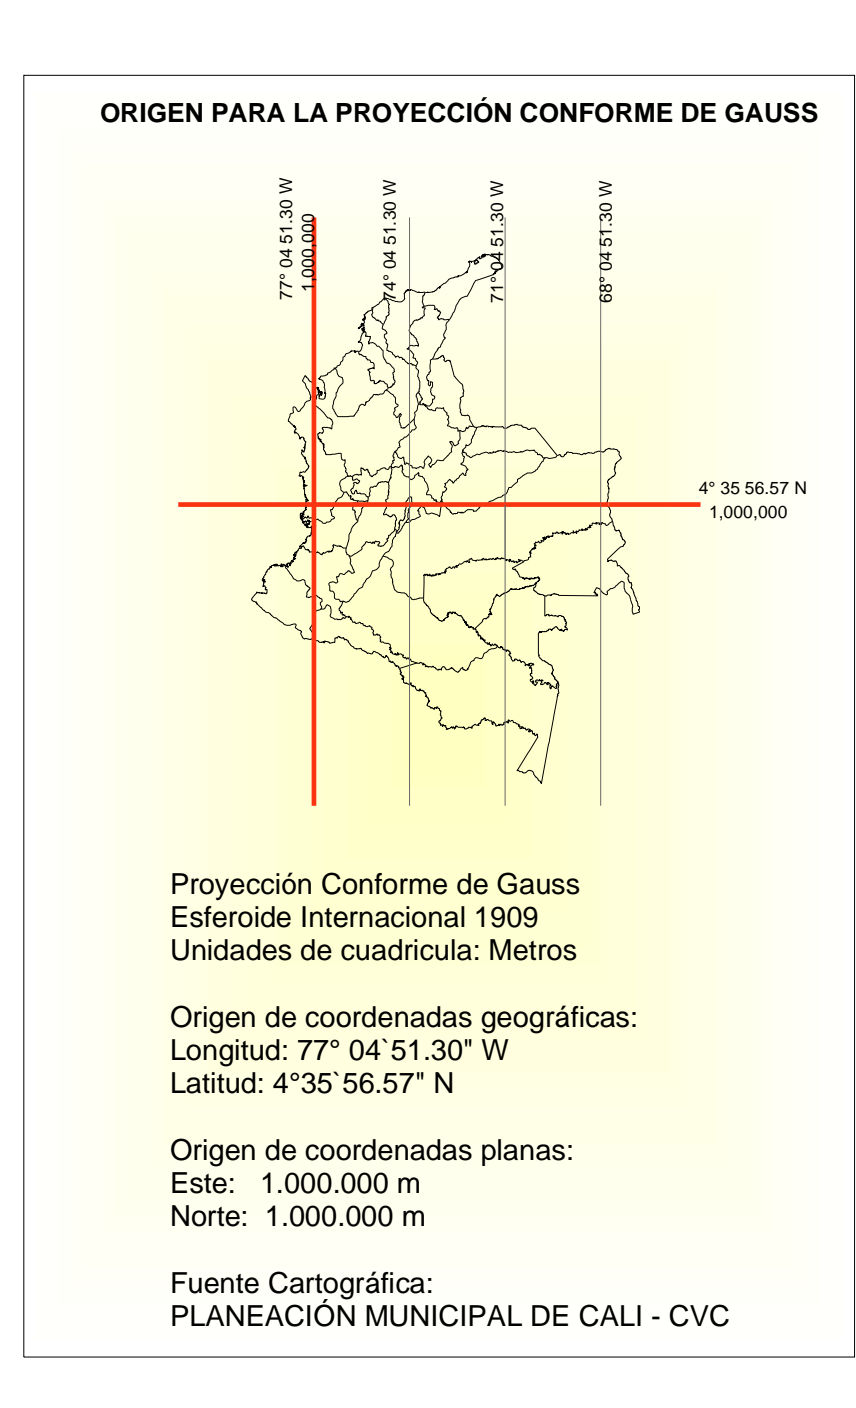 ORIGEN PARA LA PROYECCIÓN CONFORME DE GAUSS
77° 04 51.30 W
1,000,000
74° 04 51.30 W
71° 04 51.30 W
68° 04 51.30 W
4° 35 56.57 N
1,000,000
Proyección Conforme de Gauss
Esferoide Internacional 1909
Unidades de cuadricula: Metros
Origen de coordenadas geográficas:
Longitud: 77° 04`51.30" W
Latitud: 4°35`56.57" N
Origen de coordenadas planas:
Este: 1.000.000 m
Norte: 1.000.000 m
Fuente Cartográfica:
PLANEACIÓN MUNICIPAL DE CALI - CVC